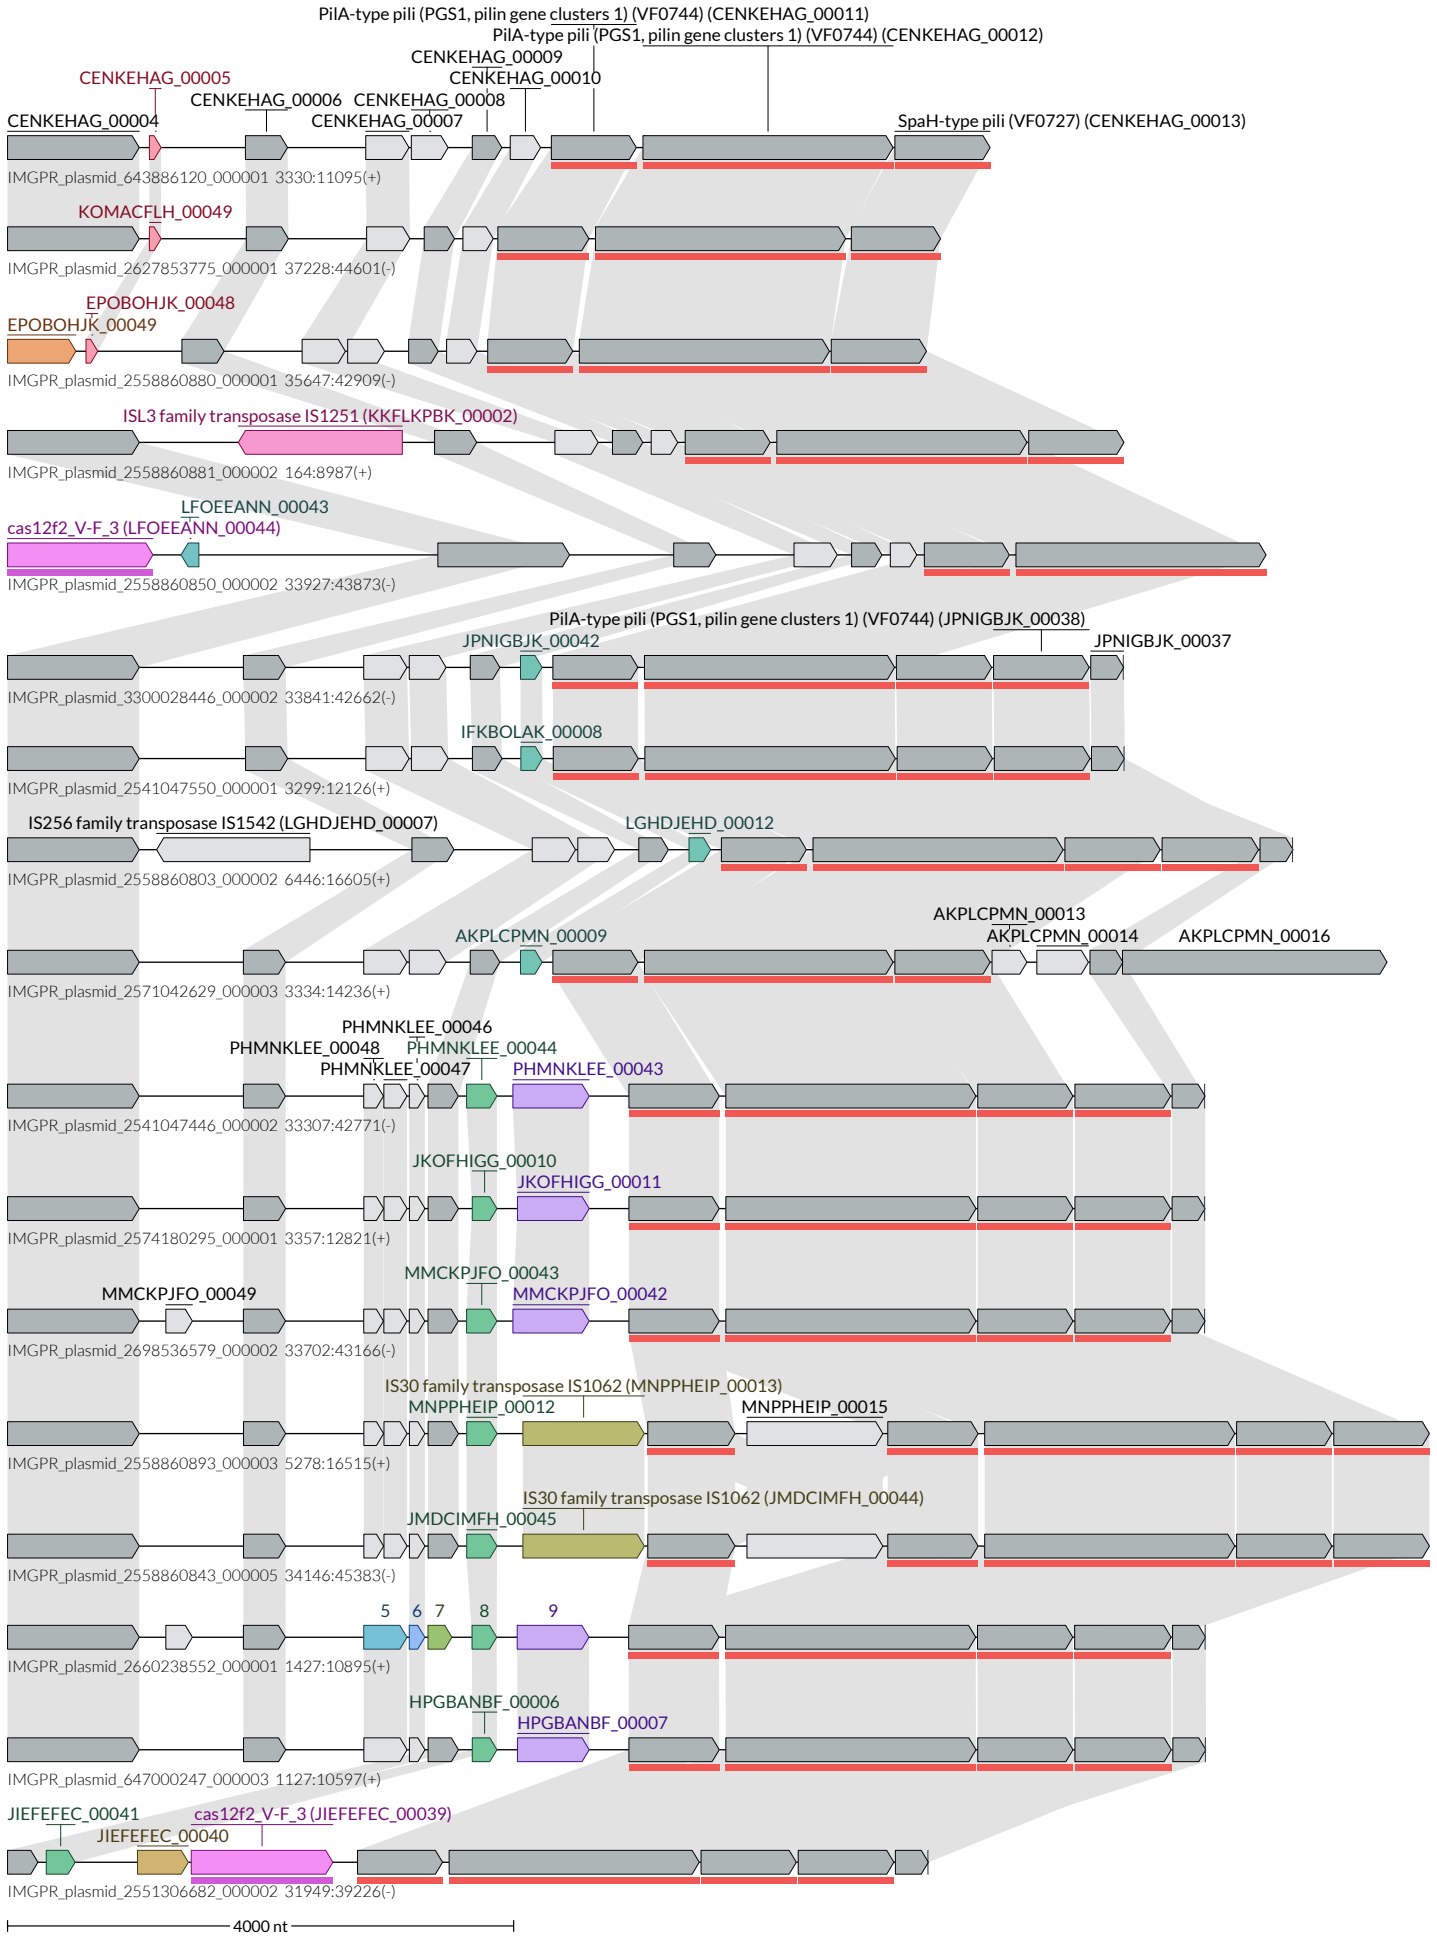 PilA-type pili (PGS1, pilin gene clusters 1) (VF0744) (CENKEHAG_00011)
PilA-type pili (PGS1, pilin gene clusters 1) (VF0744) (CENKEHAG_00012)
CENKEHAG_00009
CENKEHAG_00005
CENKEHAG_00010
CENKEHAG_00006
CENKEHAG_00008
CENKEHAG_00004
CENKEHAG_00007
SpaH-type pili (VF0727) (CENKEHAG_00013)
IMGPR_plasmid_643886120_000001 3330:11095(+)
KOMACFLH_00049
IMGPR_plasmid_2627853775_000001 37228:44601(-)
EPOBOHJK_00048
EPOBOHJK_00049
IMGPR_plasmid_2558860880_000001 35647:42909(-)
ISL3 family transposase IS1251 (KKFLKPBK_00002)
IMGPR_plasmid_2558860881_000002 164:8987(+)
LFOEEANN_00043
cas12f2_V-F_3 (LFOEEANN_00044)
IMGPR_plasmid_2558860850_000002 33927:43873(-)
PilA-type pili (PGS1, pilin gene clusters 1) (VF0744) (JPNIGBJK_00038)
JPNIGBJK_00042
JPNIGBJK_00037
IMGPR_plasmid_3300028446_000002 33841:42662(-)
IFKBOLAK_00008
IMGPR_plasmid_2541047550_000001 3299:12126(+)
IS256 family transposase IS1542 (LGHDJEHD_00007)
LGHDJEHD_00012
IMGPR_plasmid_2558860803_000002 6446:16605(+)
AKPLCPMN_00013
AKPLCPMN_00009
AKPLCPMN_00014
AKPLCPMN_00016
IMGPR_plasmid_2571042629_000003 3334:14236(+)
PHMNKLEE_00046
PHMNKLEE_00048
PHMNKLEE_00044
PHMNKLEE_00047
PHMNKLEE_00043
IMGPR_plasmid_2541047446_000002 33307:42771(-)
JKOFHIGG_00010
JKOFHIGG_00011
IMGPR_plasmid_2574180295_000001 3357:12821(+)
MMCKPJFO_00043
MMCKPJFO_00049
MMCKPJFO_00042
IMGPR_plasmid_2698536579_000002 33702:43166(-)
IS30 family transposase IS1062 (MNPPHEIP_00013)
MNPPHEIP_00012
MNPPHEIP_00015
IMGPR_plasmid_2558860893_000003 5278:16515(+)
IS30 family transposase IS1062 (JMDCIMFH_00044)
JMDCIMFH_00045
IMGPR_plasmid_2558860843_000005 34146:45383(-)
5 6 7 8 9
IMGPR_plasmid_2660238552_000001 1427:10895(+)
HPGBANBF_00006
HPGBANBF_00007
IMGPR_plasmid_647000247_000003 1127:10597(+)
JIEFEFEC_00041
cas12f2_V-F_3 (JIEFEFEC_00039)
JIEFEFEC_00040
IMGPR_plasmid_2551306682_000002 31949:39226(-)
4000 nt